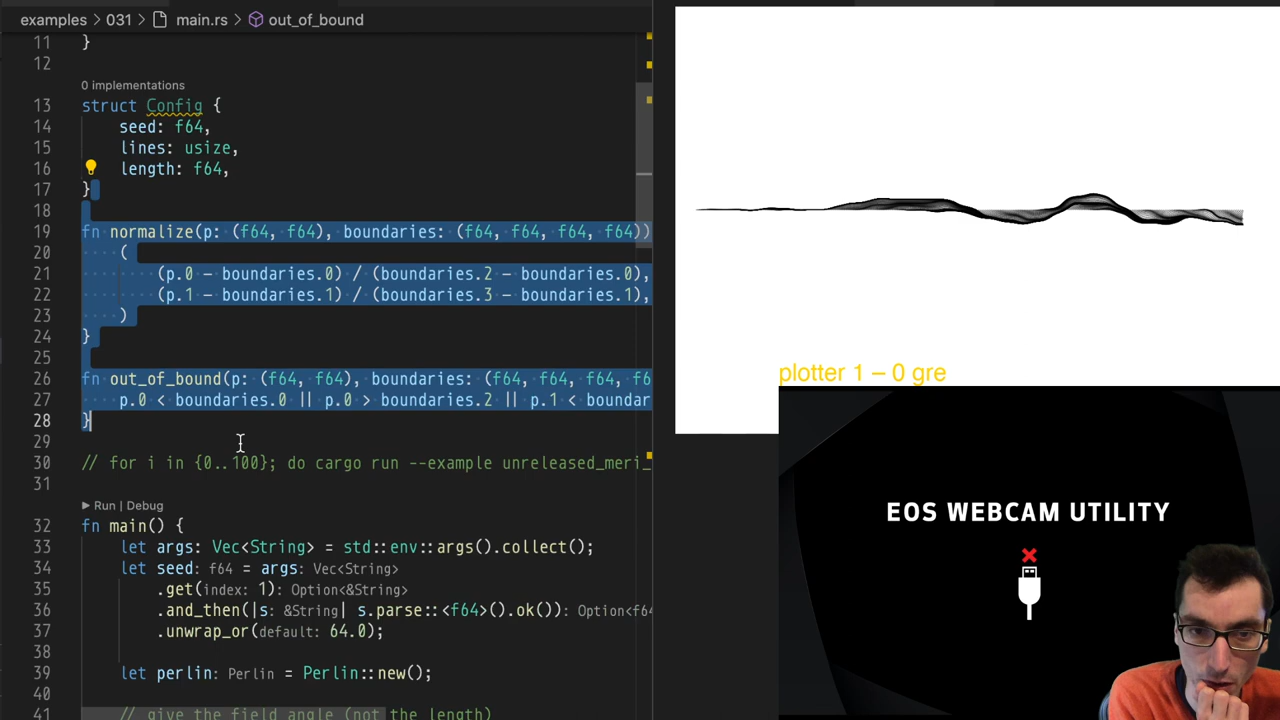 examples > 031 > main.rs > out_of_bound
11 }
12
0 implementations
13 struct Config {
14 seed: f64,
15 lines: usize,
16 length: f64,
17 }
18
19 fn normalize(p: (f64, f64), boundaries: (f64, f64, f64, f64))
20 (
21 (p.0 - boundaries.0) / (boundaries.2 - boundaries.0),
22 (p.1 - boundaries.1) / (boundaries.3 - boundaries.1),
23 )
24 }
25
26 fn out_of_bound(p: (f64, f64), boundaries: (f64, f64, f64, f6
27 p.0 < boundaries.0 || p.0 > boundaries.2 || p.1 < boundar
28 }
29
30 // for i in {0..100}; do cargo run --example unreleased_meri_
31
▶ Run | Debug
32 fn main() {
33 let args: Vec<String> = std::env::args().collect();
34 let seed: f64 = args: Vec<String>
35 .get(index: 1): Option<&String>
36 .and_then(|s: &String| s.parse::<f64>().ok()): Option<f64
37 .unwrap_or(default: 64.0);
38
39 let perlin: Perlin = Perlin::new();
40
41 // give the field angle (not the length)
plotter 1 – 0 gre
EOS WEBCAM UTILITY